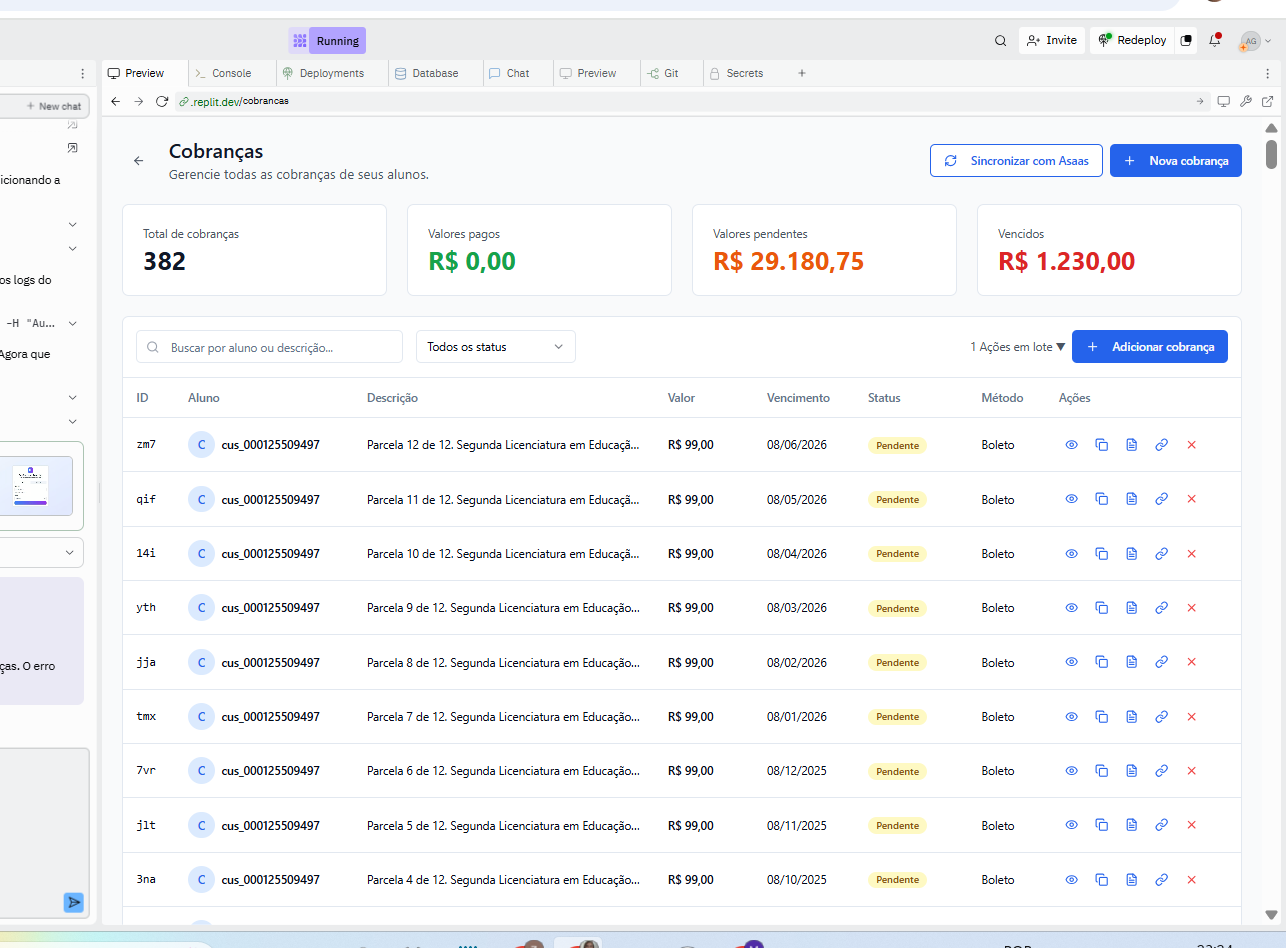 Running
Invite
Redeploy
AG
Preview
Console
Deployments
Database
Chat
Preview
Git
Secrets
+ New chat
.replit.dev/cobrancas
icionando a
os logs do
-H "Au...
Agora que
ças. O erro
Cobranças
Gerencie todas as cobranças de seus alunos.
Sincronizar com Asaas
+ Nova cobrança
Total de cobranças
382
Valores pagos
R$ 0,00
Valores pendentes
R$ 29.180,75
Vencidos
R$ 1.230,00
Buscar por aluno ou descrição...
Todos os status
1 Ações em lote ▼
+ Adicionar cobrança
ID Aluno Descrição Valor Vencimento Status Método Ações
zm7 C cus_000125509497 Parcela 12 de 12. Segunda Licenciatura em Educaçã... R$ 99,00 08/06/2026 Pendente Boleto
qif C cus_000125509497 Parcela 11 de 12. Segunda Licenciatura em Educaçã... R$ 99,00 08/05/2026 Pendente Boleto
14i C cus_000125509497 Parcela 10 de 12. Segunda Licenciatura em Educaçã... R$ 99,00 08/04/2026 Pendente Boleto
yth C cus_000125509497 Parcela 9 de 12. Segunda Licenciatura em Educação... R$ 99,00 08/03/2026 Pendente Boleto
jja C cus_000125509497 Parcela 8 de 12. Segunda Licenciatura em Educação... R$ 99,00 08/02/2026 Pendente Boleto
tmx C cus_000125509497 Parcela 7 de 12. Segunda Licenciatura em Educação... R$ 99,00 08/01/2026 Pendente Boleto
7vr C cus_000125509497 Parcela 6 de 12. Segunda Licenciatura em Educação... R$ 99,00 08/12/2025 Pendente Boleto
jlt C cus_000125509497 Parcela 5 de 12. Segunda Licenciatura em Educação... R$ 99,00 08/11/2025 Pendente Boleto
3na C cus_000125509497 Parcela 4 de 12. Segunda Licenciatura em Educação... R$ 99,00 08/10/2025 Pendente Boleto